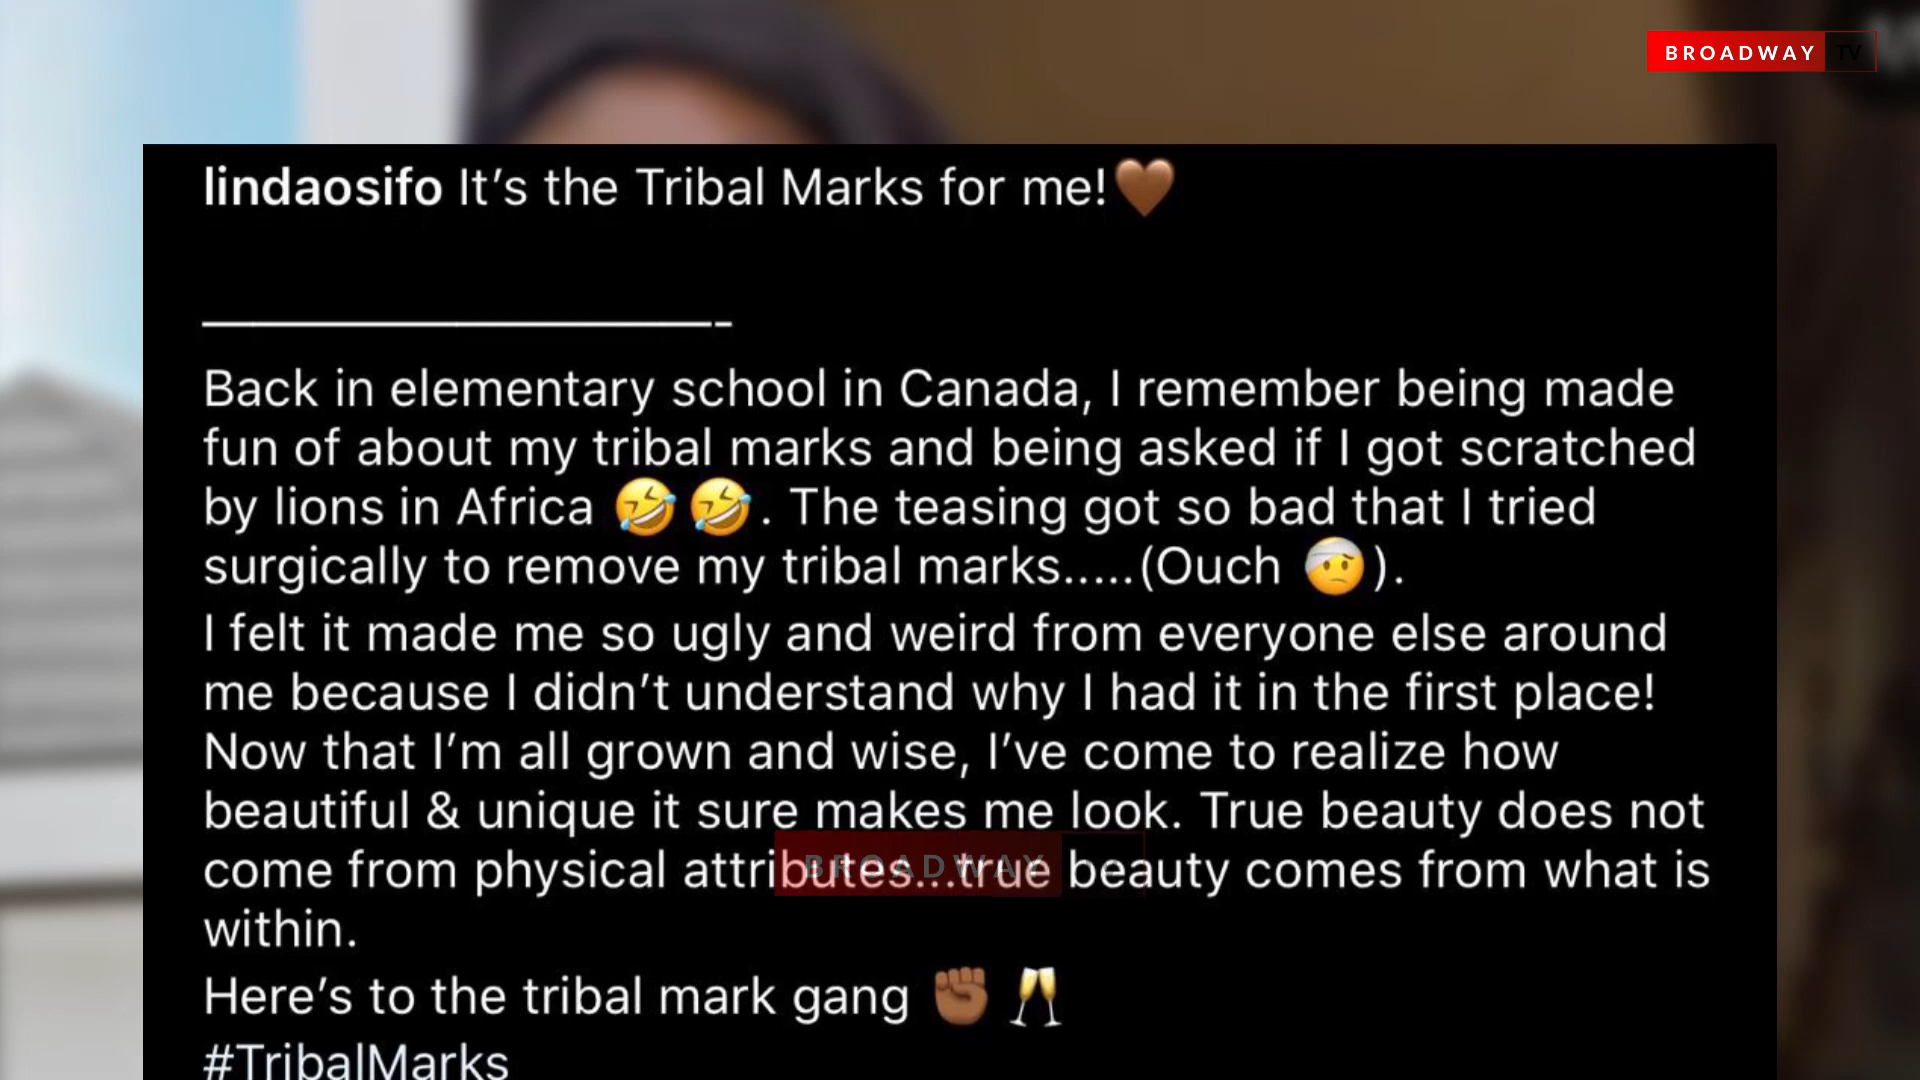 BROADWAY TV
lindaosifo It’s the Tribal Marks for me!🤎
—————————————-
Back in elementary school in Canada, I remember being made
fun of about my tribal marks and being asked if I got scratched
by lions in Africa 🤣🤣. The teasing got so bad that I tried
surgically to remove my tribal marks.....(Ouch 🤕).
I felt it made me so ugly and weird from everyone else around
me because I didn’t understand why I had it in the first place!
Now that I’m all grown and wise, I’ve come to realize how
beautiful & unique it sure makes me look. True beauty does not
come from physical attributes...true beauty comes from what is
within.
BROADWAY
Here’s to the tribal mark gang ✊🏾🥂
#TribalMarks